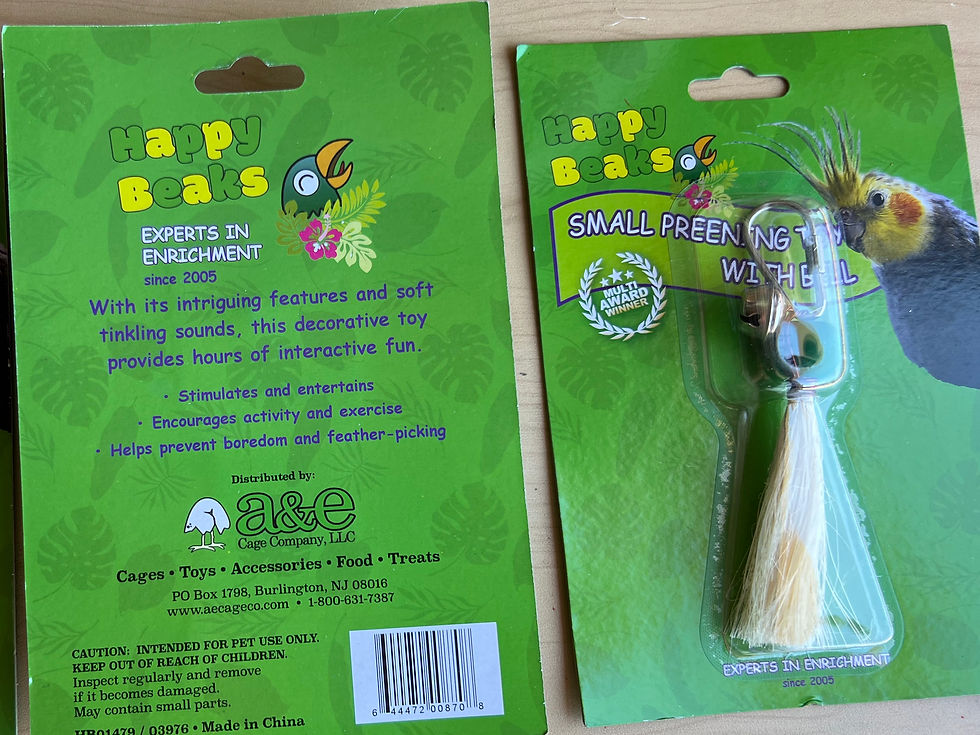 Happy
Beaks
EXPERTS IN
ENRICHMENT
since 2005
With its intriguing features and soft
tinkling sounds, this decorative toy
provides hours of interactive fun.
· Stimulates and entertains
· Encourages activity and exercise
· Helps prevent boredom and feather-picking
Distributed by:
a&e
Cage Company, LLC
Cages • Toys • Accessories • Food • Treats
PO Box 1798, Burlington, NJ 08016
www.aecageco.com • 1-800-631-7387
CAUTION: INTENDED FOR PET USE ONLY.
KEEP OUT OF REACH OF CHILDREN.
Inspect regularly and remove
if it becomes damaged.
May contain small parts.
HB01479 / 03976 • Made in China
6 44472 00870 8
Happy
Beaks
SMALL PREENING TOY
WITH BELL
MULTI
AWARD
WINNER
EXPERTS IN ENRICHMENT
since 2005